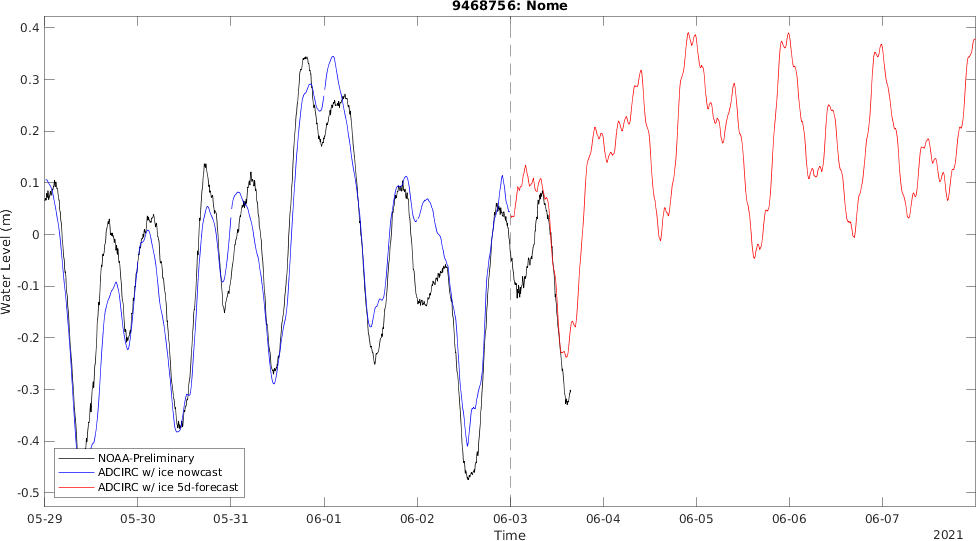 9468756: Nome
0.4
0.3
0.2
0.1
0
-0.1
-0.2
-0.3
-0.4
-0.5
Water Level (m)
NOAA-Preliminary
ADCIRC w/ ice nowcast
ADCIRC w/ ice 5d-forecast
05-29 05-30 05-31 06-01 06-02 06-03 06-04 06-05 06-06 06-07
Time
2021